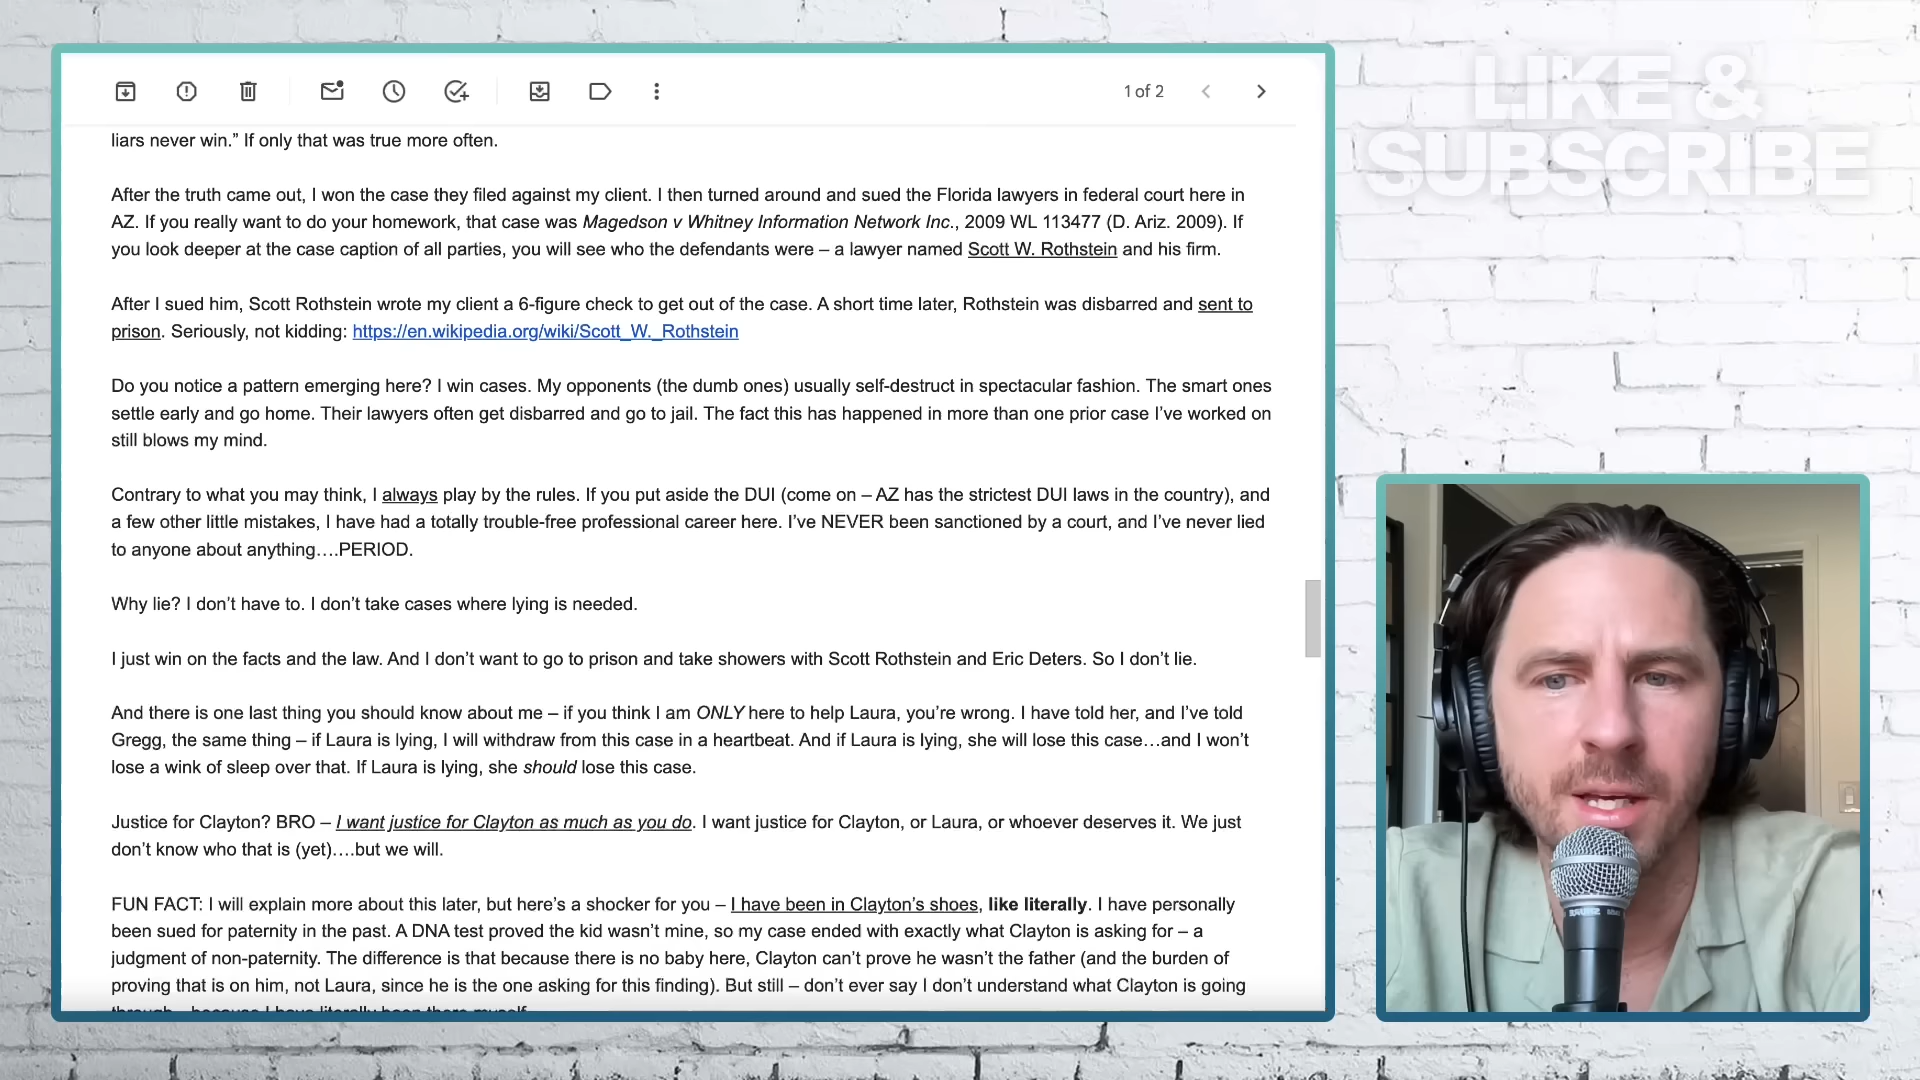 1 of 2
liars never win.” If only that was true more often.
After the truth came out, I won the case they filed against my client. I then turned around and sued the Florida lawyers in federal court here in
AZ. If you really want to do your homework, that case was Magedson v Whitney Information Network Inc., 2009 WL 113477 (D. Ariz. 2009). If
you look deeper at the case caption of all parties, you will see who the defendants were – a lawyer named Scott W. Rothstein and his firm.
After I sued him, Scott Rothstein wrote my client a 6-figure check to get out of the case. A short time later, Rothstein was disbarred and sent to
prison. Seriously, not kidding: https://en.wikipedia.org/wiki/Scott_W._Rothstein
Do you notice a pattern emerging here? I win cases. My opponents (the dumb ones) usually self-destruct in spectacular fashion. The smart ones
settle early and go home. Their lawyers often get disbarred and go to jail. The fact this has happened in more than one prior case I’ve worked on
still blows my mind.
Contrary to what you may think, I always play by the rules. If you put aside the DUI (come on – AZ has the strictest DUI laws in the country), and
a few other little mistakes, I have had a totally trouble-free professional career here. I’ve NEVER been sanctioned by a court, and I’ve never lied
to anyone about anything….PERIOD.
Why lie? I don’t have to. I don’t take cases where lying is needed.
I just win on the facts and the law. And I don’t want to go to prison and take showers with Scott Rothstein and Eric Deters. So I don’t lie.
And there is one last thing you should know about me – if you think I am ONLY here to help Laura, you’re wrong. I have told her, and I’ve told
Gregg, the same thing – if Laura is lying, I will withdraw from this case in a heartbeat. And if Laura is lying, she will lose this case…and I won’t
lose a wink of sleep over that. If Laura is lying, she should lose this case.
Justice for Clayton? BRO – I want justice for Clayton as much as you do. I want justice for Clayton, or Laura, or whoever deserves it. We just
don’t know who that is (yet)….but we will.
FUN FACT: I will explain more about this later, but here’s a shocker for you – I have been in Clayton’s shoes, like literally. I have personally
been sued for paternity in the past. A DNA test proved the kid wasn’t mine, so my case ended with exactly what Clayton is asking for – a
judgment of non-paternity. The difference is that because there is no baby here, Clayton can’t prove he wasn’t the father (and the burden of
proving that is on him, not Laura, since he is the one asking for this finding). But still – don’t ever say I don’t understand what Clayton is going
because I have literally been there myself
LIKE &
SUBSCRIBE